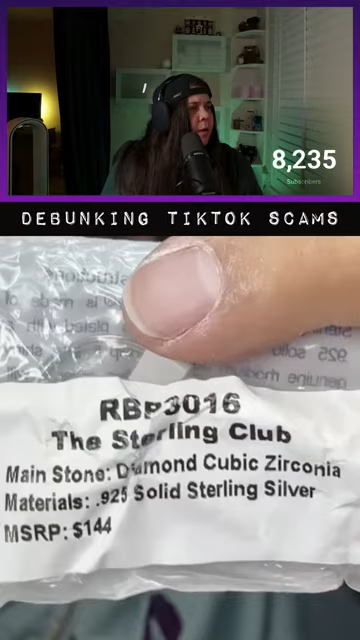 8,235
Subscribers
DEBUNKING TIKTOK SCAMS
RBP3016
The Sterling Club
Main Stone: Diamond Cubic Zirconia
Materials: .925 Solid Sterling Silver
MSRP: $144